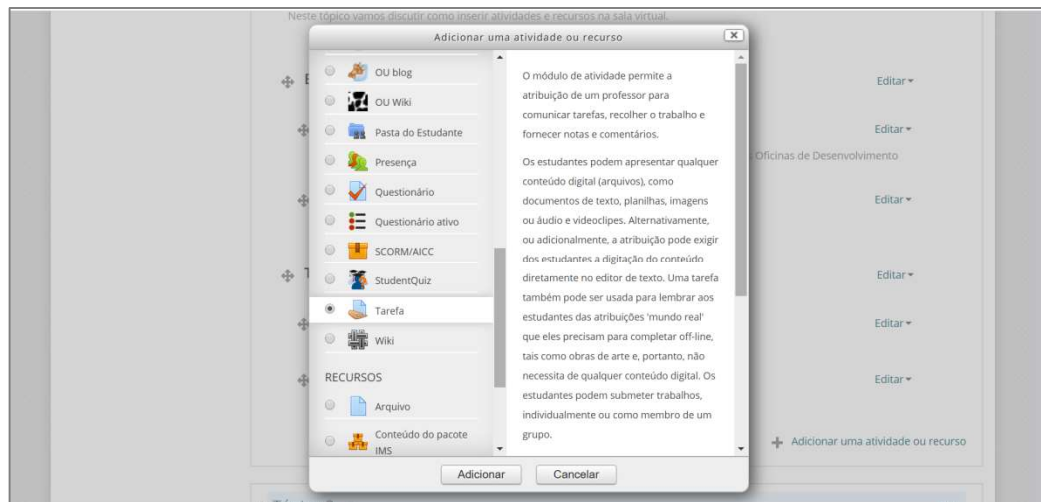 Neste tópico vamos discutir como inserir atividades e recursos na sala virtual.
Adicionar uma atividade ou recurso
OU blog
OU Wiki
Pasta do Estudante
Presença
Questionário
Questionário ativo
SCORM/AICC
StudentQuiz
Tarefa
Wiki
RECURSOS
Arquivo
Conteúdo do pacote
IMS
O módulo de atividade permite a
atribuição de um professor para
comunicar tarefas, recolher o trabalho e
fornecer notas e comentários.
Os estudantes podem apresentar qualquer
conteúdo digital (arquivos), como
documentos de texto, planilhas, imagens
ou áudio e videoclipes. Alternativamente,
ou adicionalmente, a atribuição pode exigir
dos estudantes a digitação do conteúdo
diretamente no editor de texto. Uma tarefa
também pode ser usada para lembrar aos
estudantes das atribuições 'mundo real'
que eles precisam para completar off-line,
tais como obras de arte e, portanto, não
necessita de qualquer conteúdo digital. Os
estudantes podem submeter trabalhos,
individualmente ou como membro de um
grupo.
Adicionar
Cancelar
Editar
Editar
Oficinas de Desenvolvimento
Editar
Editar
Editar
Editar
Adicionar uma atividade ou recurso